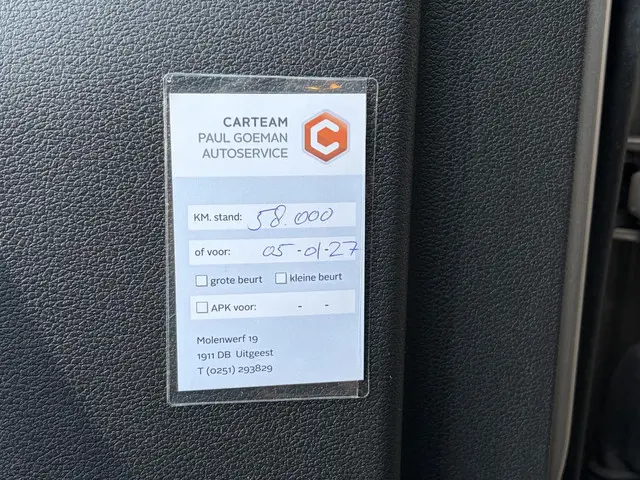 CARTEAM
PAUL GOEMAN
AUTOSERVICE
C
KM. stand: 58.000
of voor: 05-01-27
grote beurt kleine beurt
APK voor: - -
Molenwerf 19
1911 DB Uitgeest
T (0251) 293829